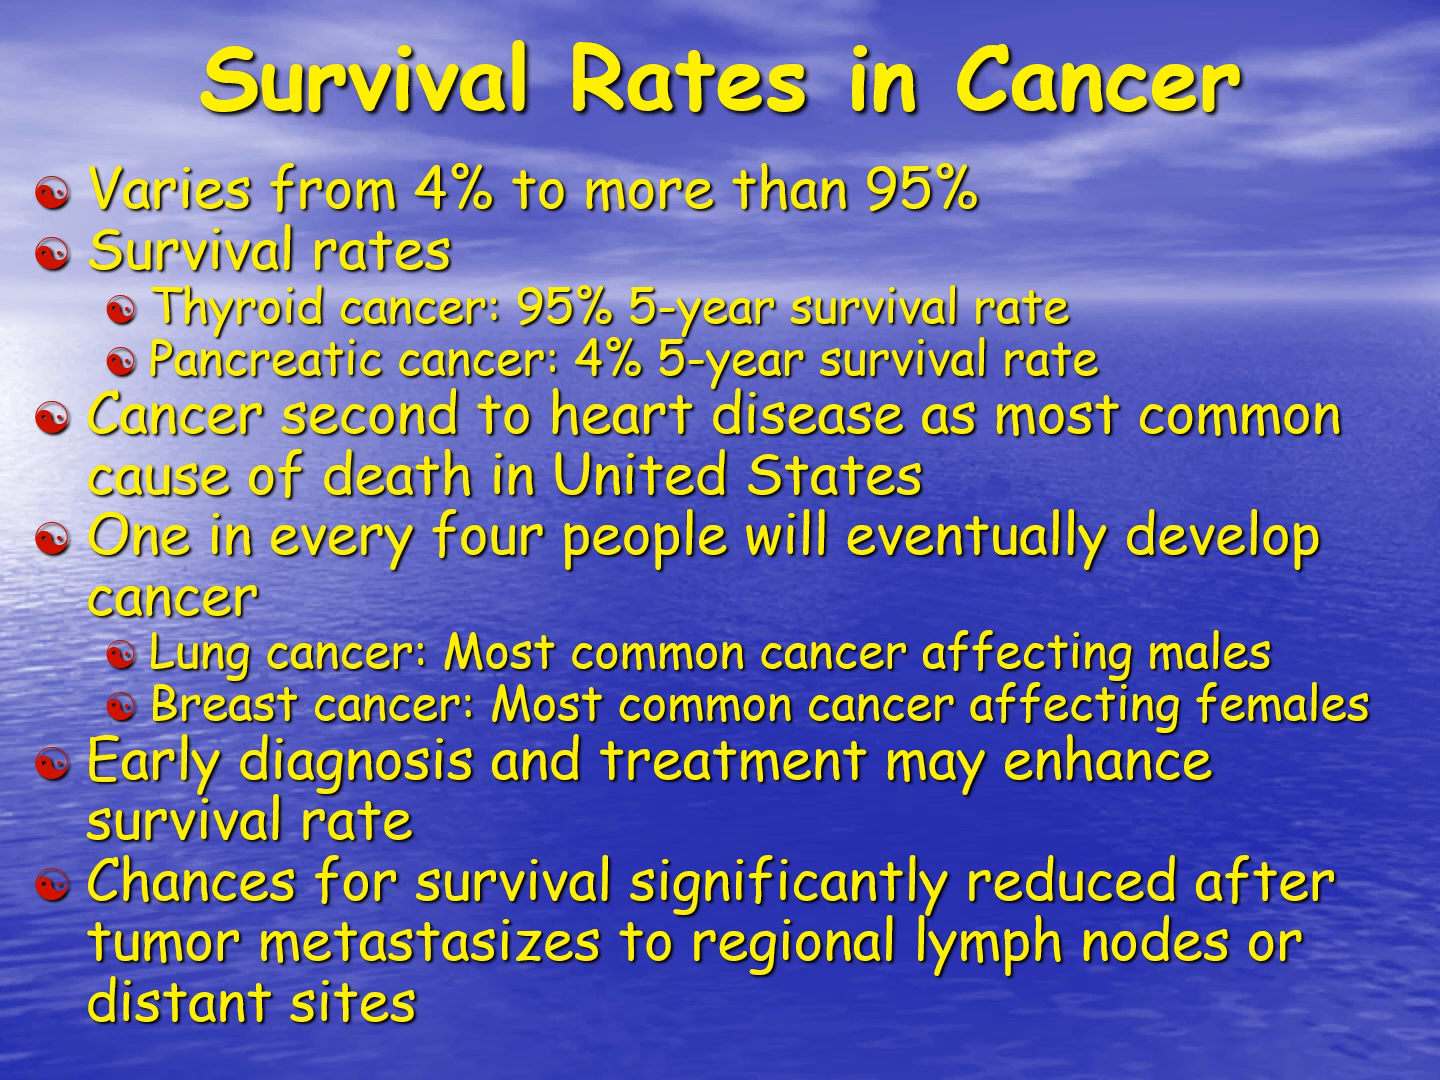 Survival Rates in Cancer
Varies from 4% to more than 95%
Survival rates
Thyroid cancer: 95% 5-year survival rate
Pancreatic cancer: 4% 5-year survival rate
Cancer second to heart disease as most common
cause of death in United States
One in every four people will eventually develop
cancer
Lung cancer: Most common cancer affecting males
Breast cancer: Most common cancer affecting females
Early diagnosis and treatment may enhance
survival rate
Chances for survival significantly reduced after
tumor metastasizes to regional lymph nodes or
distant sites